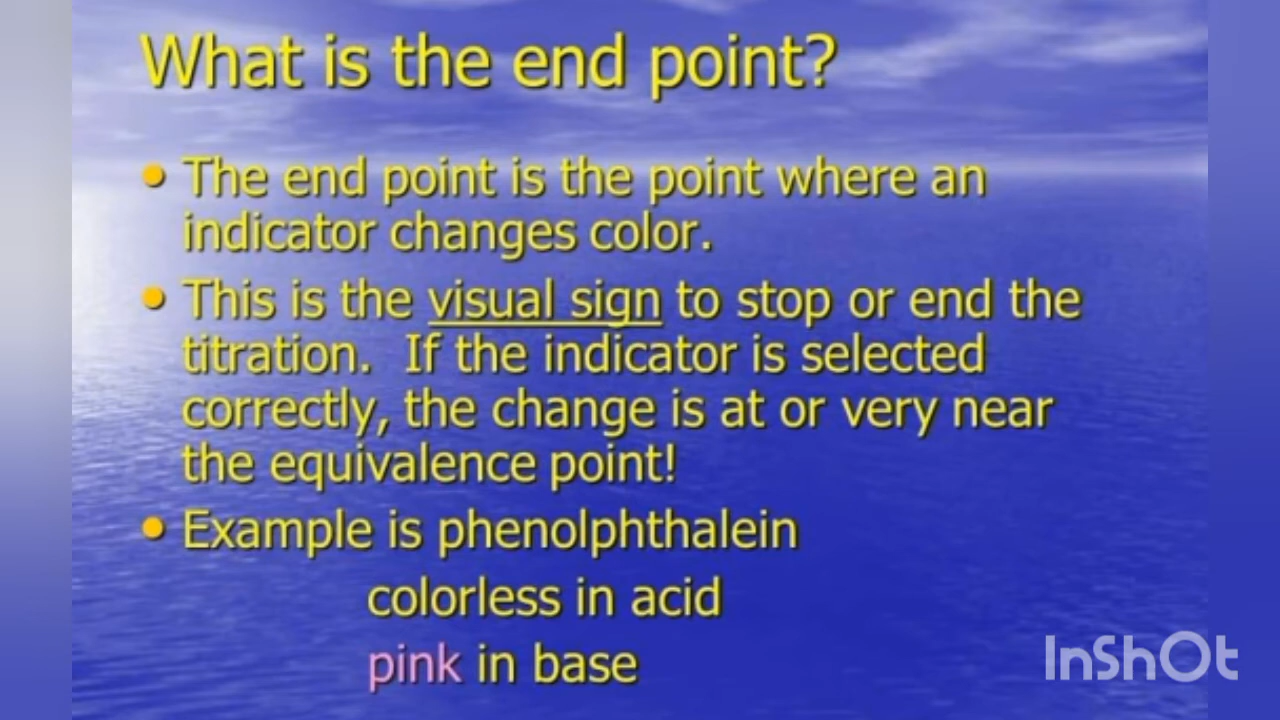 What is the end point?
• The end point is the point where an
indicator changes color.
• This is the visual sign to stop or end the
titration.  If the indicator is selected
correctly, the change is at or very near
the equivalence point!
• Example is phenolphthalein
colorless in acid
pink in base
InShOt